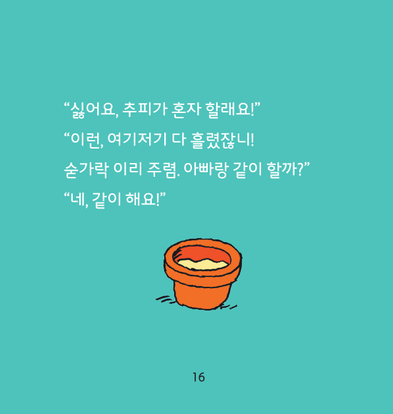 “싫어요, 추피가 혼자 할래요!”
“이런, 여기저기 다 흘렸잖니!
숟가락 이리 주렴. 아빠랑 같이 할까?”
“네, 같이 해요!”
16